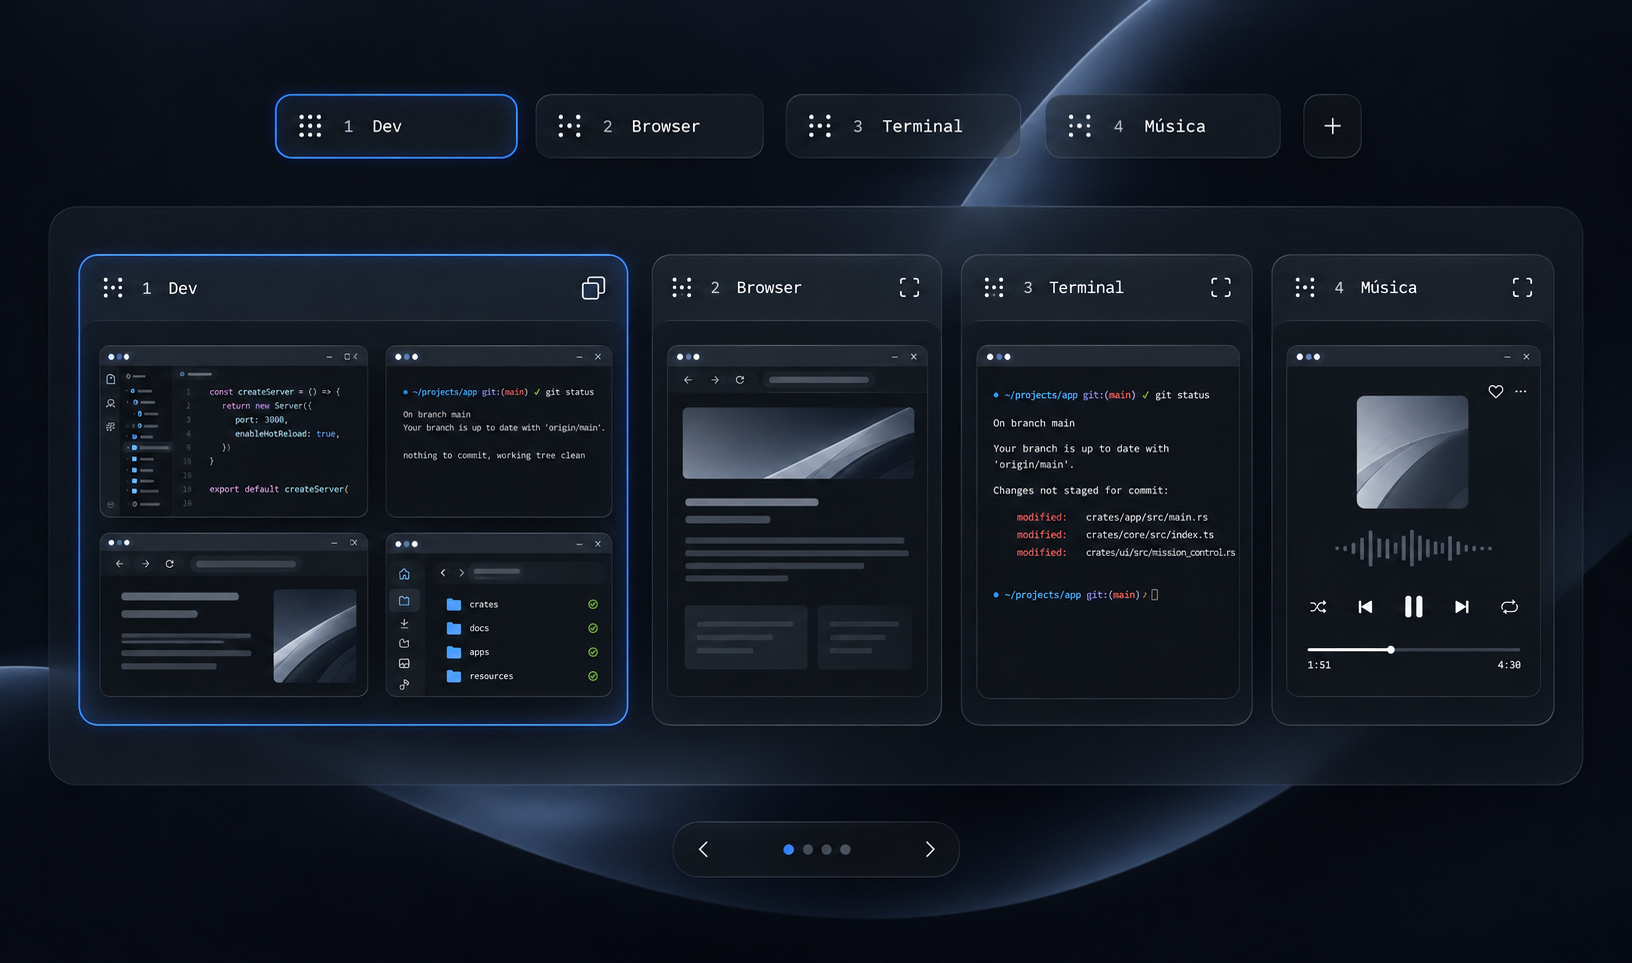 1 Dev
2 Browser
3 Terminal
4 Música
1 Dev
const createServer = () => {
return new Server({
port: 3000,
enableHotReload: true,
})
}
export default createServer(
~/projects/app git:(main) ✓ git status
On branch main
Your branch is up to date with 'origin/main'.
nothing to commit, working tree clean
crates
docs
apps
resources
2 Browser
3 Terminal
~/projects/app git:(main) ✓ git status
On branch main
Your branch is up to date with
'origin/main'.
Changes not staged for commit:
modified: crates/app/src/main.rs
modified: crates/core/src/index.ts
modified: crates/ui/src/mission_control.rs
~/projects/app git:(main)
4 Música
1:51
4:30